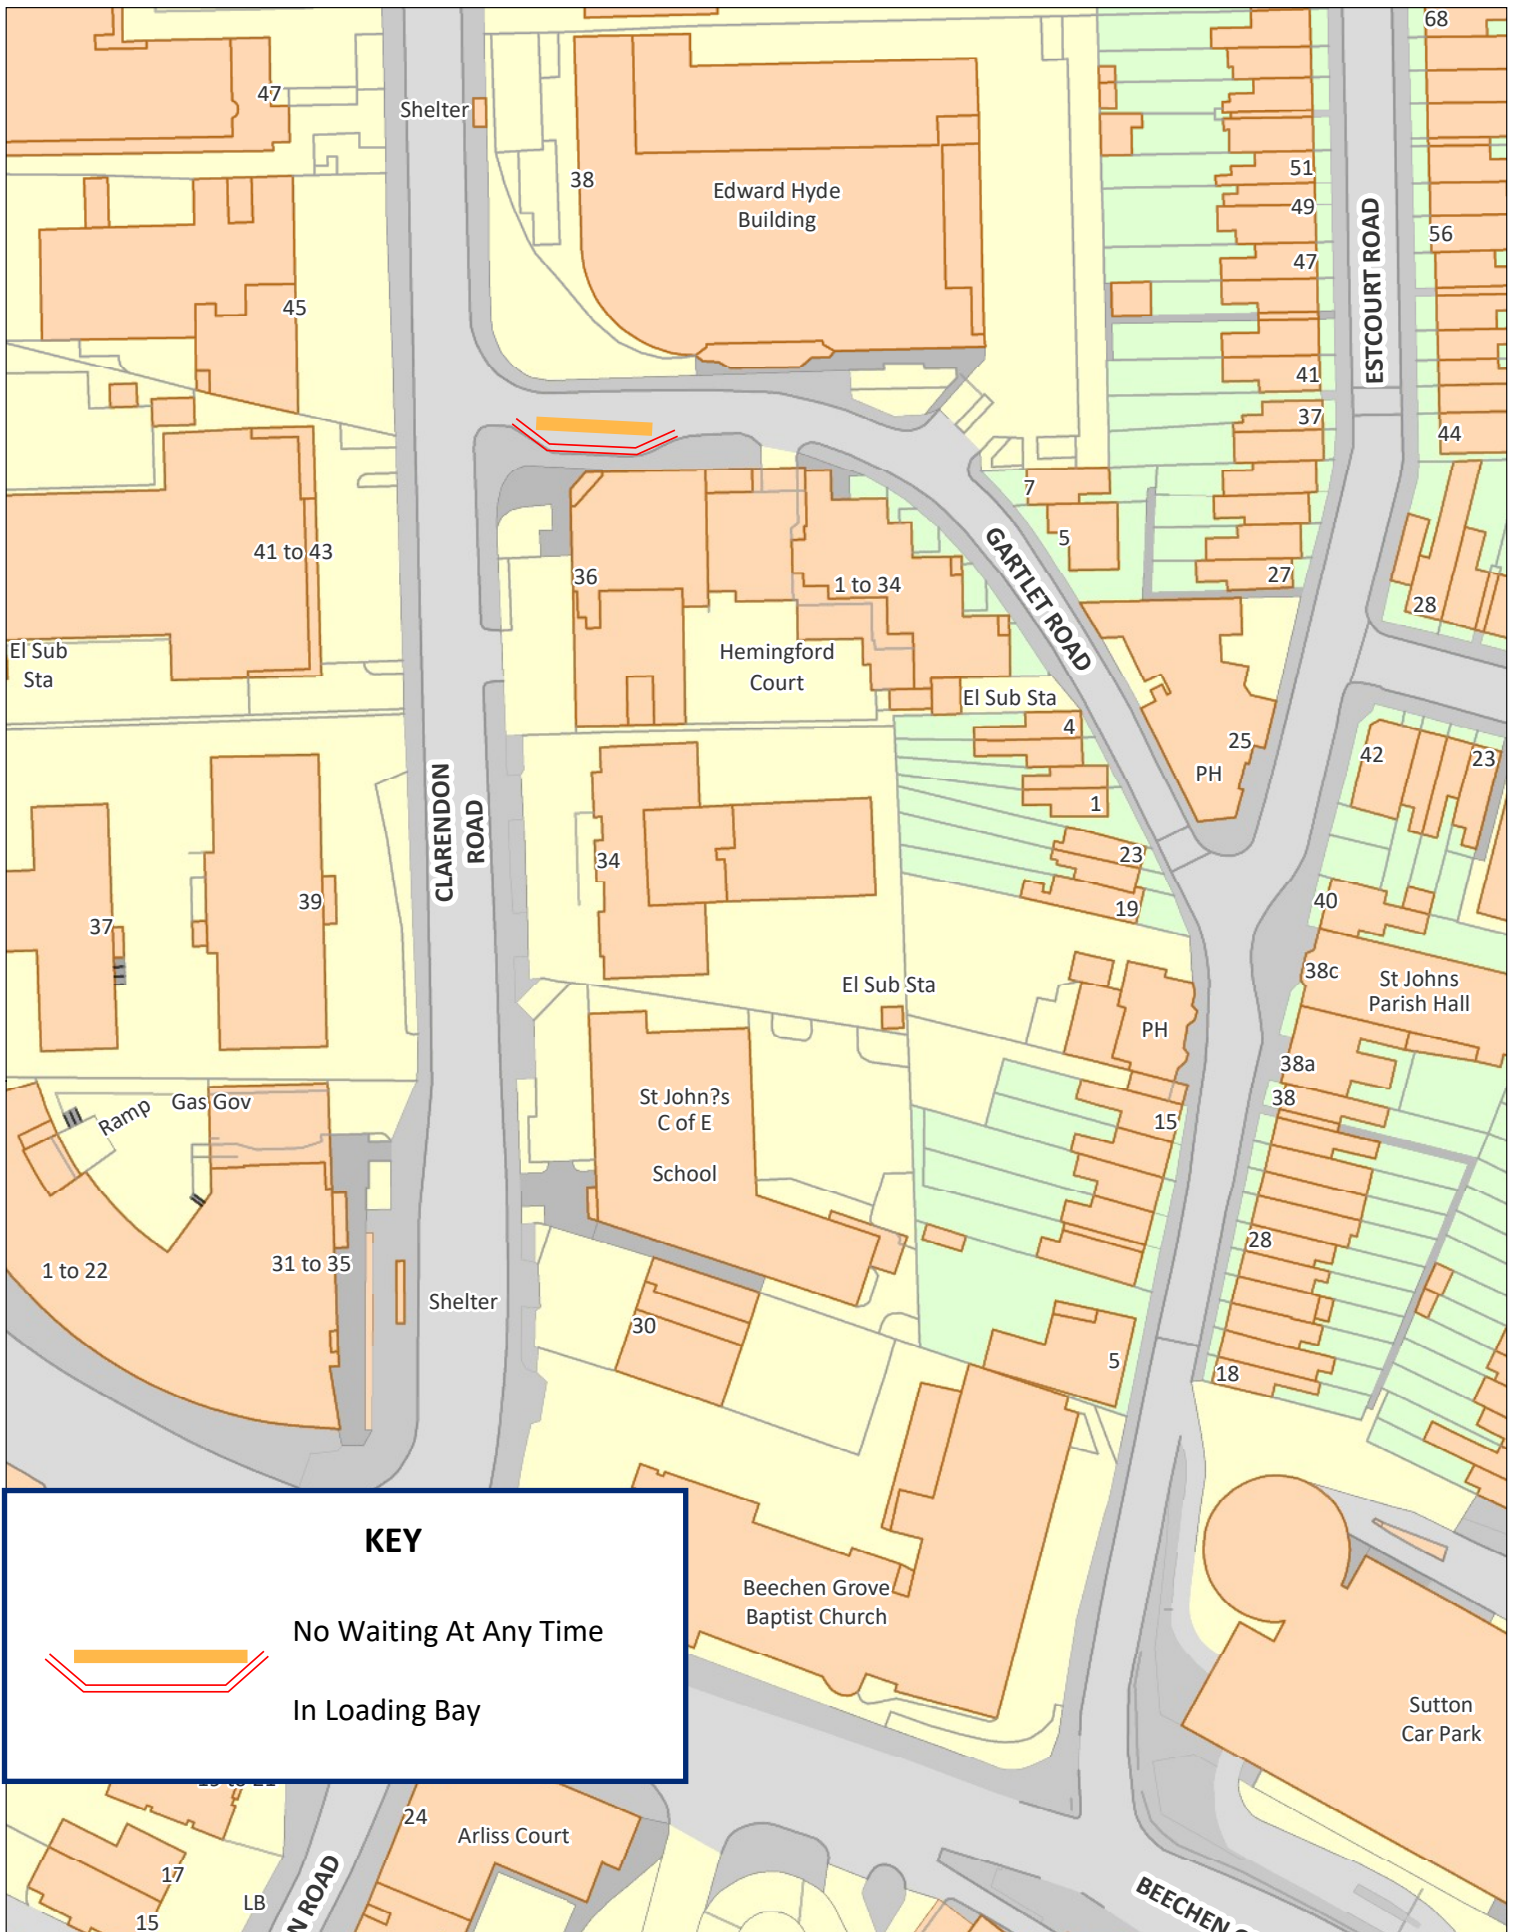 68
47
Shelter
38
Edward Hyde
Building
51
49
47
56
ESTCOURT ROAD
45
41
37
44
7
5
41 to 43
36
1 to 34
27
28
GARTLET ROAD
El Sub
Sta
Hemingford
Court
El Sub Sta
4
25
PH
42
23
1
CLARENDON
ROAD
34
23
19
39
37
40
38c
St Johns
Parish Hall
El Sub Sta
PH
38a
38
Ramp
Gas Gov
St John?s
C of E
School
15
28
1 to 22
31 to 35
Shelter
30
5
18
KEY
No Waiting At Any Time
In Loading Bay
Beechen Grove
Baptist Church
Sutton
Car Park
24
Arliss Court
17
LB
15
N ROAD
BEECHEN